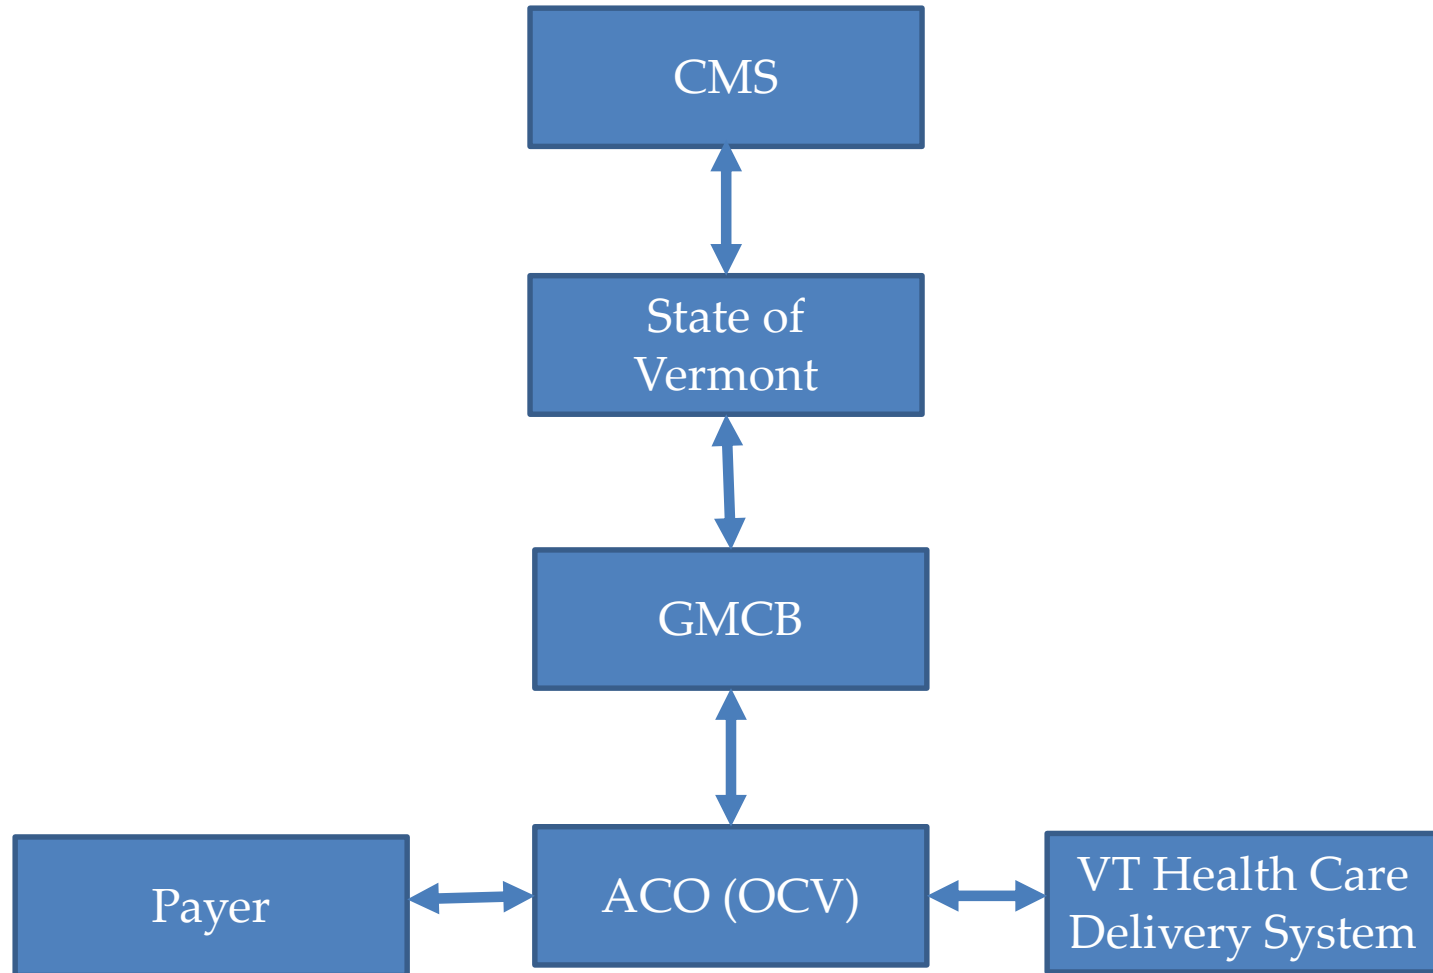 CMS
State of
Vermont
GMCB
Payer
ACO (OCV)
VT Health Care
Delivery System